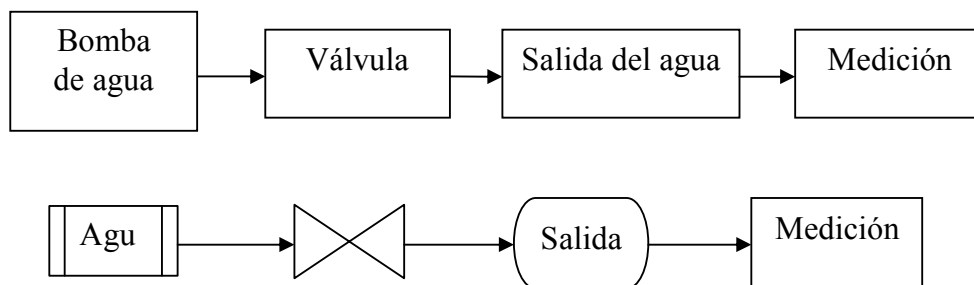 Bomba
de agua
Válvula
Salida del agua
Medición
Agu
Salida
Medición